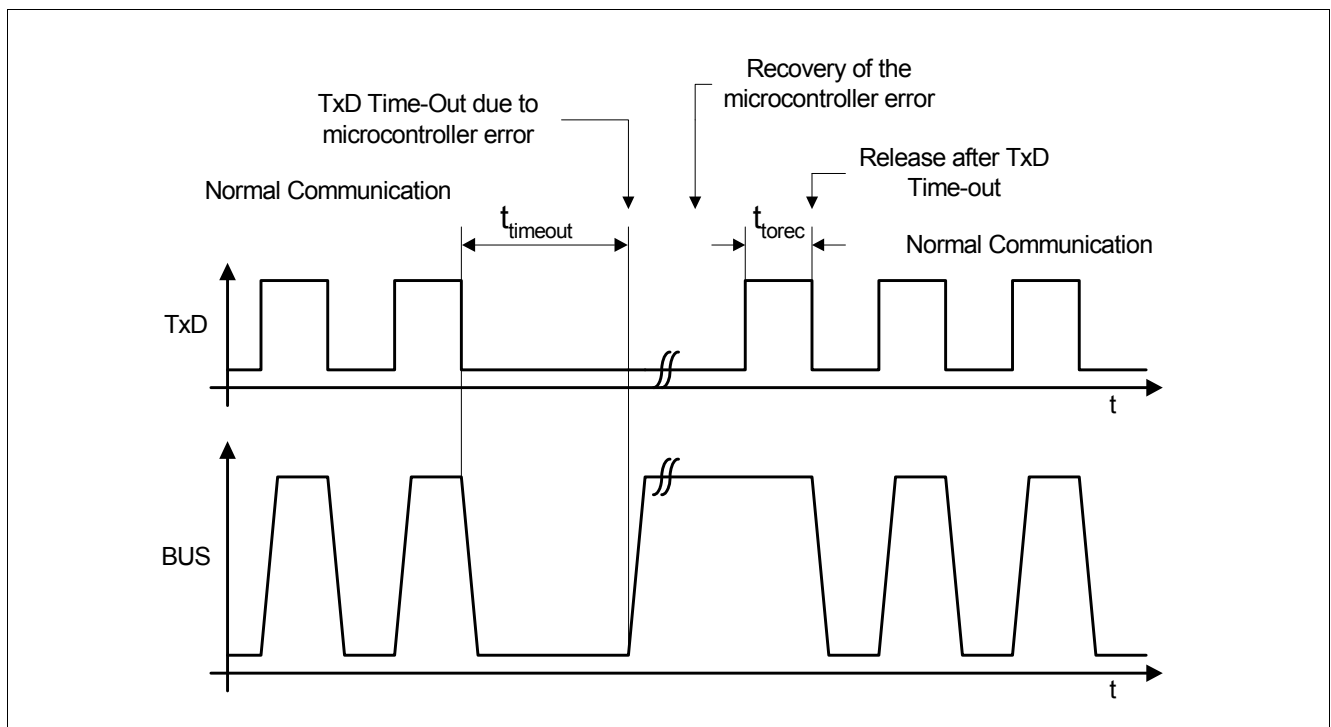 Recovery of the
microcontroller error
TxD Time-Out due to
microcontroller error
Release after TxD
Time-out
Normal Communication
t_timeout
t_torec
Normal Communication
TxD
t
BUS
t